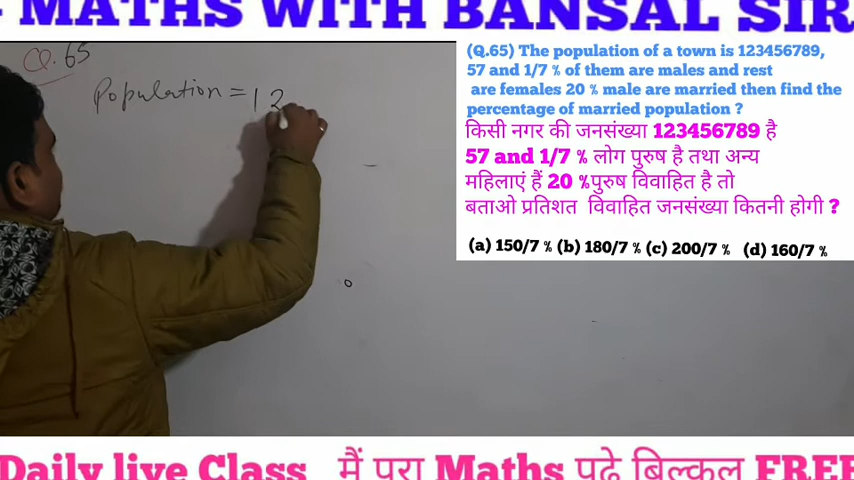 - MATHS WITH BANSAL SIR
Q.65
Population = 12
(Q.65) The population of a town is 123456789,
57 and 1/7 % of them are males and rest
are females 20 % male are married then find the
percentage of married population ?
किसी नगर की जनसंख्या 123456789 है
57 and 1/7 % लोग पुरुष है तथा अन्य
महिलाएं हैं 20 %पुरुष विवाहित है तो
बताओ प्रतिशत विवाहित जनसंख्या कितनी होगी ?
(a) 150/7 % (b) 180/7 % (c) 200/7 % (d) 160/7 %
Daily live Class में पूरा Maths पढ़े बिल्कुल FREE